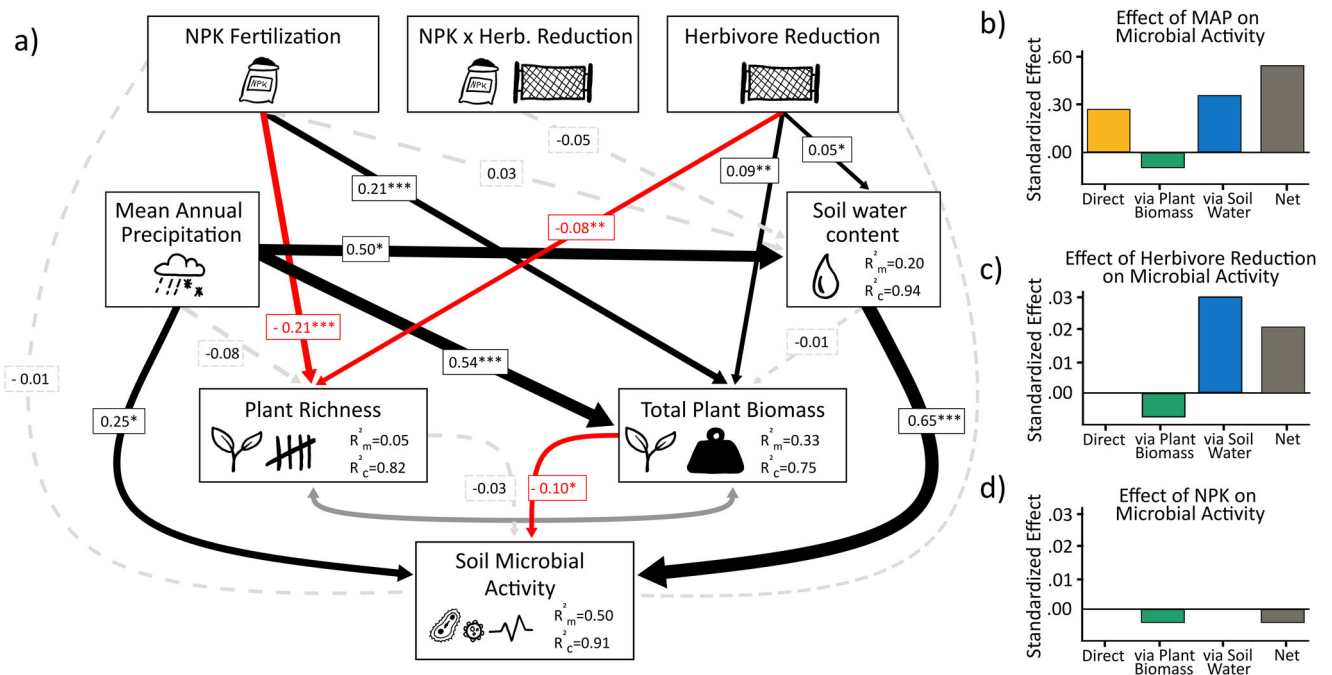 a)
NPK Fertilization
NPK
NPK x Herb. Reduction
NPK
Herbivore Reduction
-0.05
0.05*
0.03
0.09**
0.21***
Mean Annual
Precipitation
0.50*
-0.08**
Soil water
content
R²m=0.20
R²c=0.94
- 0.21***
-0.08
0.54***
-0.01
- 0.01
0.25*
Plant Richness
R²m=0.05
R²c=0.82
Total Plant Biomass
R²m=0.33
R²c=0.75
0.65***
-0.03
- 0.10*
Soil Microbial
Activity
R²m=0.50
R²c=0.91
b)
Effect of MAP on
Microbial Activity
Standardized Effect
.60
.30
.00
Direct
via Plant
Biomass
via Soil
Water
Net
c)
Effect of Herbivore Reduction
on Microbial Activity
Standardized Effect
.03
.02
.01
.00
Direct
via Plant
Biomass
via Soil
Water
Net
d)
Effect of NPK on
Microbial Activity
Standardized Effect
.03
.02
.01
.00
Direct
via Plant
Biomass
via Soil
Water
Net